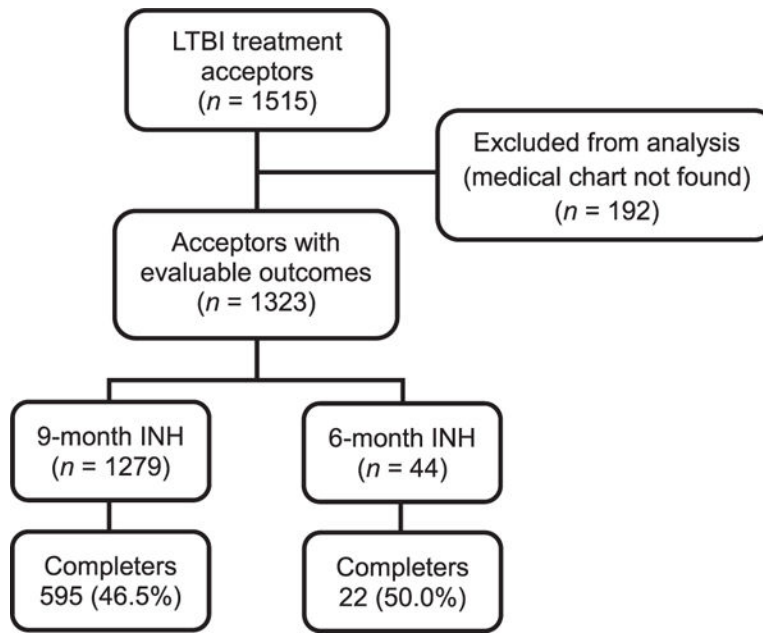 LTBI treatment
acceptors
(n = 1515)
Excluded from analysis
(medical chart not found)
(n = 192)
Acceptors with
evaluable outcomes
(n = 1323)
9-month INH
(n = 1279)
6-month INH
(n = 44)
Completers
595 (46.5%)
Completers
22 (50.0%)